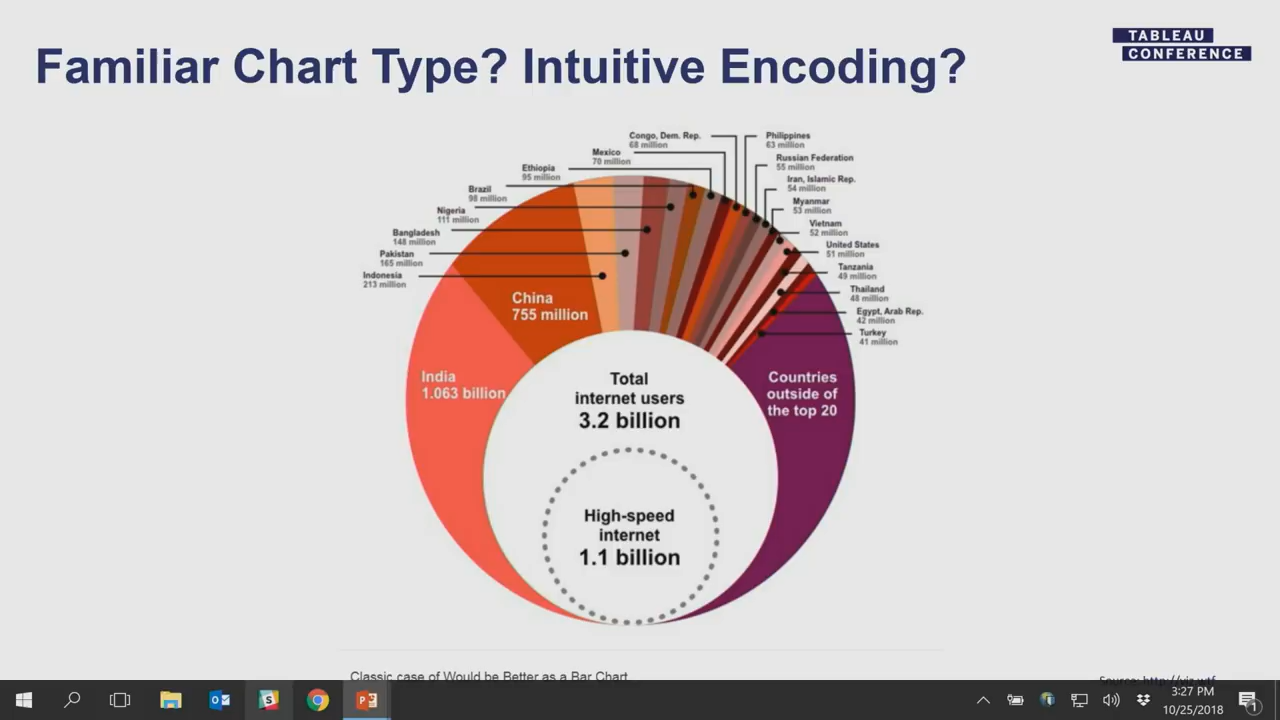 Familiar Chart Type? Intuitive Encoding?
TABLEAU
CONFERENCE
Congo, Dem. Rep.
68 million
Mexico
70 million
Ethiopia
95 million
Brazil
98 million
Nigeria
111 million
Bangladesh
148 million
Pakistan
165 million
Indonesia
213 million
Philippines
63 million
Russian Federation
55 million
Iran, Islamic Rep.
54 million
Myanmar
53 million
Vietnam
52 million
United States
51 million
Tanzania
49 million
Thailand
48 million
Egypt, Arab Rep.
42 million
Turkey
41 million
China
755 million
India
1.063 billion
Countries
outside of
the top 20
Total
internet users
3.2 billion
High-speed
internet
1.1 billion
Classic case of Would be Better as a Bar Chart
Source: http://viz.wtf
3:27 PM
10/25/2018
1